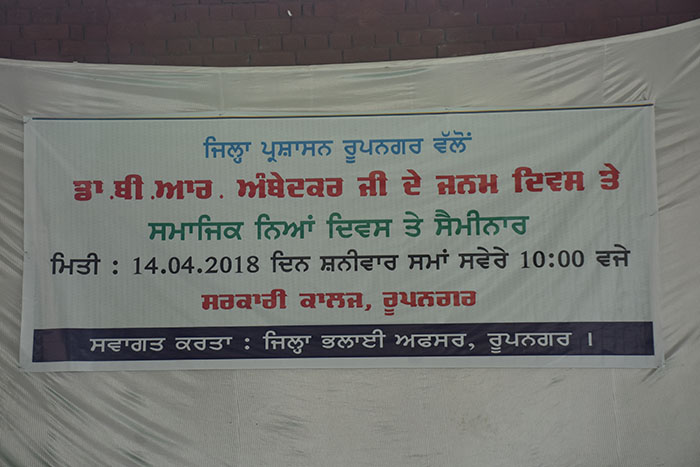 ਜਿਲ੍ਹਾ ਪ੍ਰਸ਼ਾਸਨ ਰੂਪਨਗਰ ਵੱਲੋਂ
ਡਾ.ਬੀ.ਆਰ. ਅੰਬੇਦਕਰ ਜੀ ਦੇ ਜਨਮ ਦਿਵਸ ਤੇ
ਸਮਾਜਿਕ ਨਿਆਂ ਦਿਵਸ ਤੇ ਸੈਮੀਨਾਰ
ਮਿਤੀ : 14.04.2018 ਦਿਨ ਸ਼ਨੀਵਾਰ ਸਮਾਂ ਸਵੇਰੇ 10:00 ਵਜੇ
ਸਰਕਾਰੀ ਕਾਲਜ, ਰੂਪਨਗਰ
ਸਵਾਗਤ ਕਰਤਾ : ਜਿਲ੍ਹਾ ਭਲਾਈ ਅਫਸਰ, ਰੂਪਨਗਰ ।